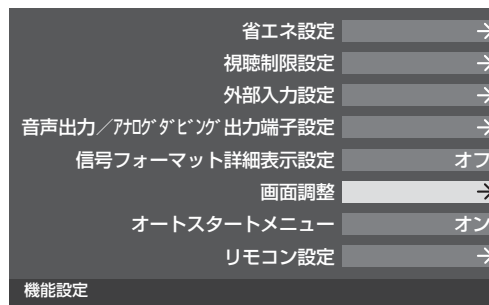 省エネ設定 →
視聴制限設定 →
外部入力設定 →
音声出力／ｱﾅﾛｸﾞﾀﾞﾋﾞﾝｸﾞ出力端子設定 →
信号フォーマット詳細表示設定 オフ
画面調整 →
オートスタートメニュー オン
リモコン設定 →
機能設定